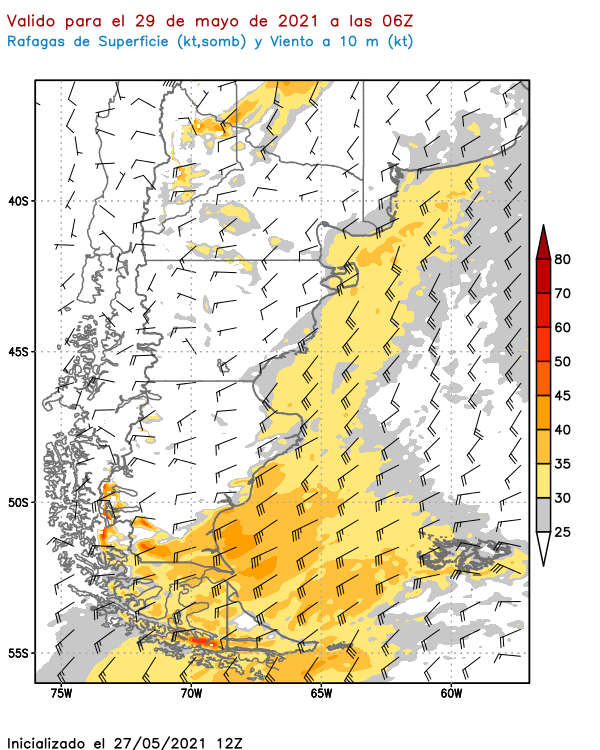 Valido para el 29 de mayo de 2021 a las 06Z
Rafagas de Superficie (kt,somb) y Viento a 10 m (kt)
40S
45S
50S
55S
75W
70W
65W
60W
80
70
60
50
45
40
35
30
25
Inicializado el 27/05/2021 12Z